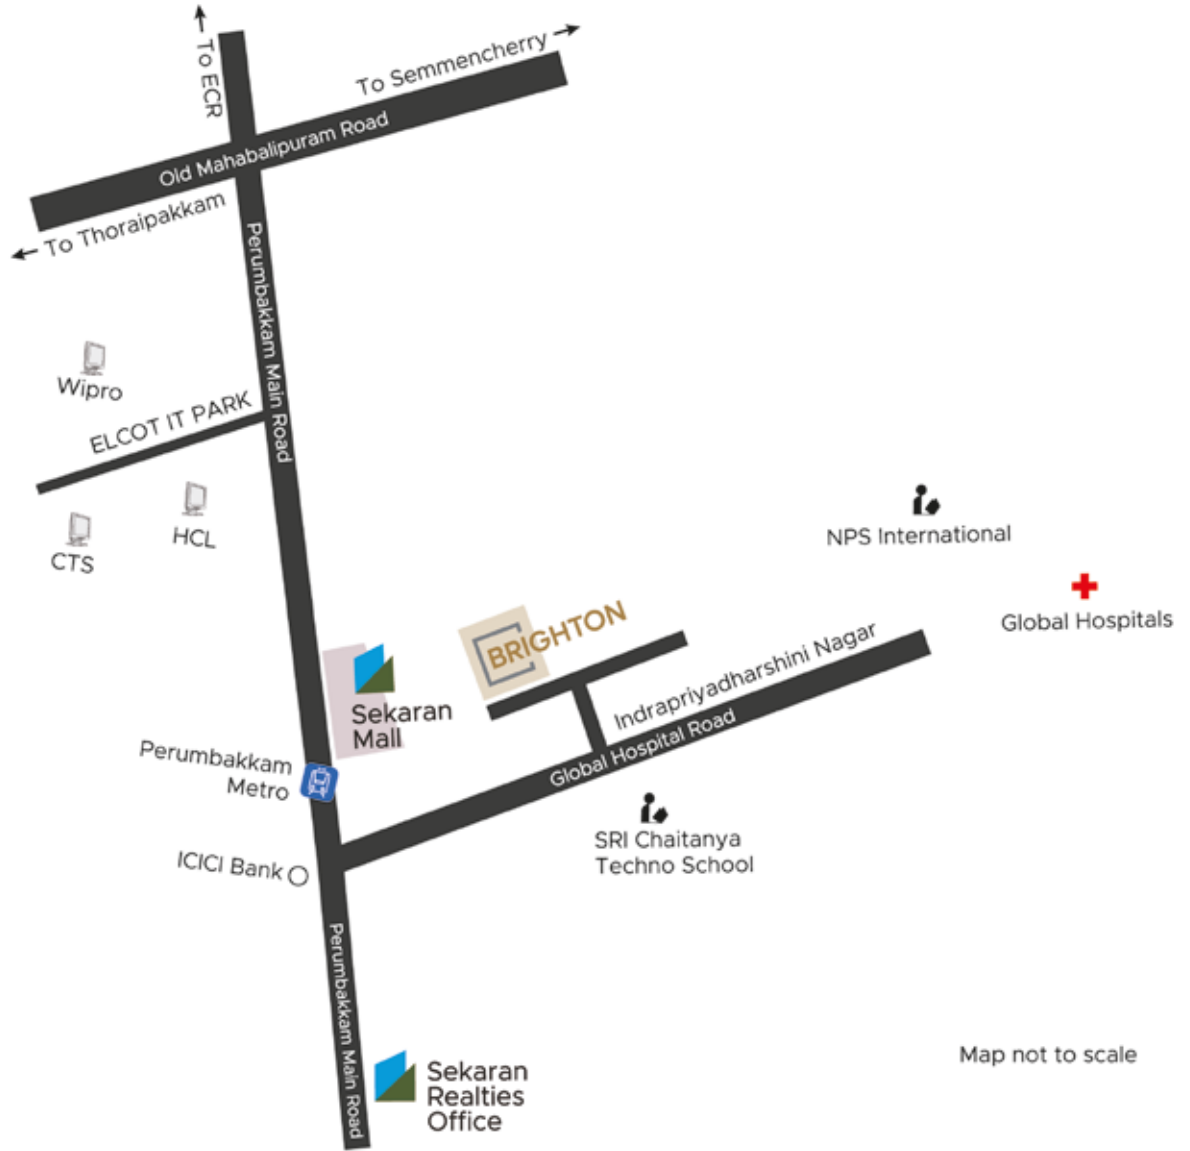 To ECR
To Semmencherry
Old Mahabalipuram Road
To Thoraipakkam
Perumbakkam Main Road
Wipro
ELCOT IT PARK
HCL
CTS
NPS International
Global Hospitals
BRIGHTON
Indrapriyadharshini Nagar
Sekaran
Mall
Global Hospital Road
Perumbakkam
Metro
SRI Chaitanya
Techno School
ICICI Bank
Perumbakkam Main Road
Map not to scale
Sekaran
Realties
Office